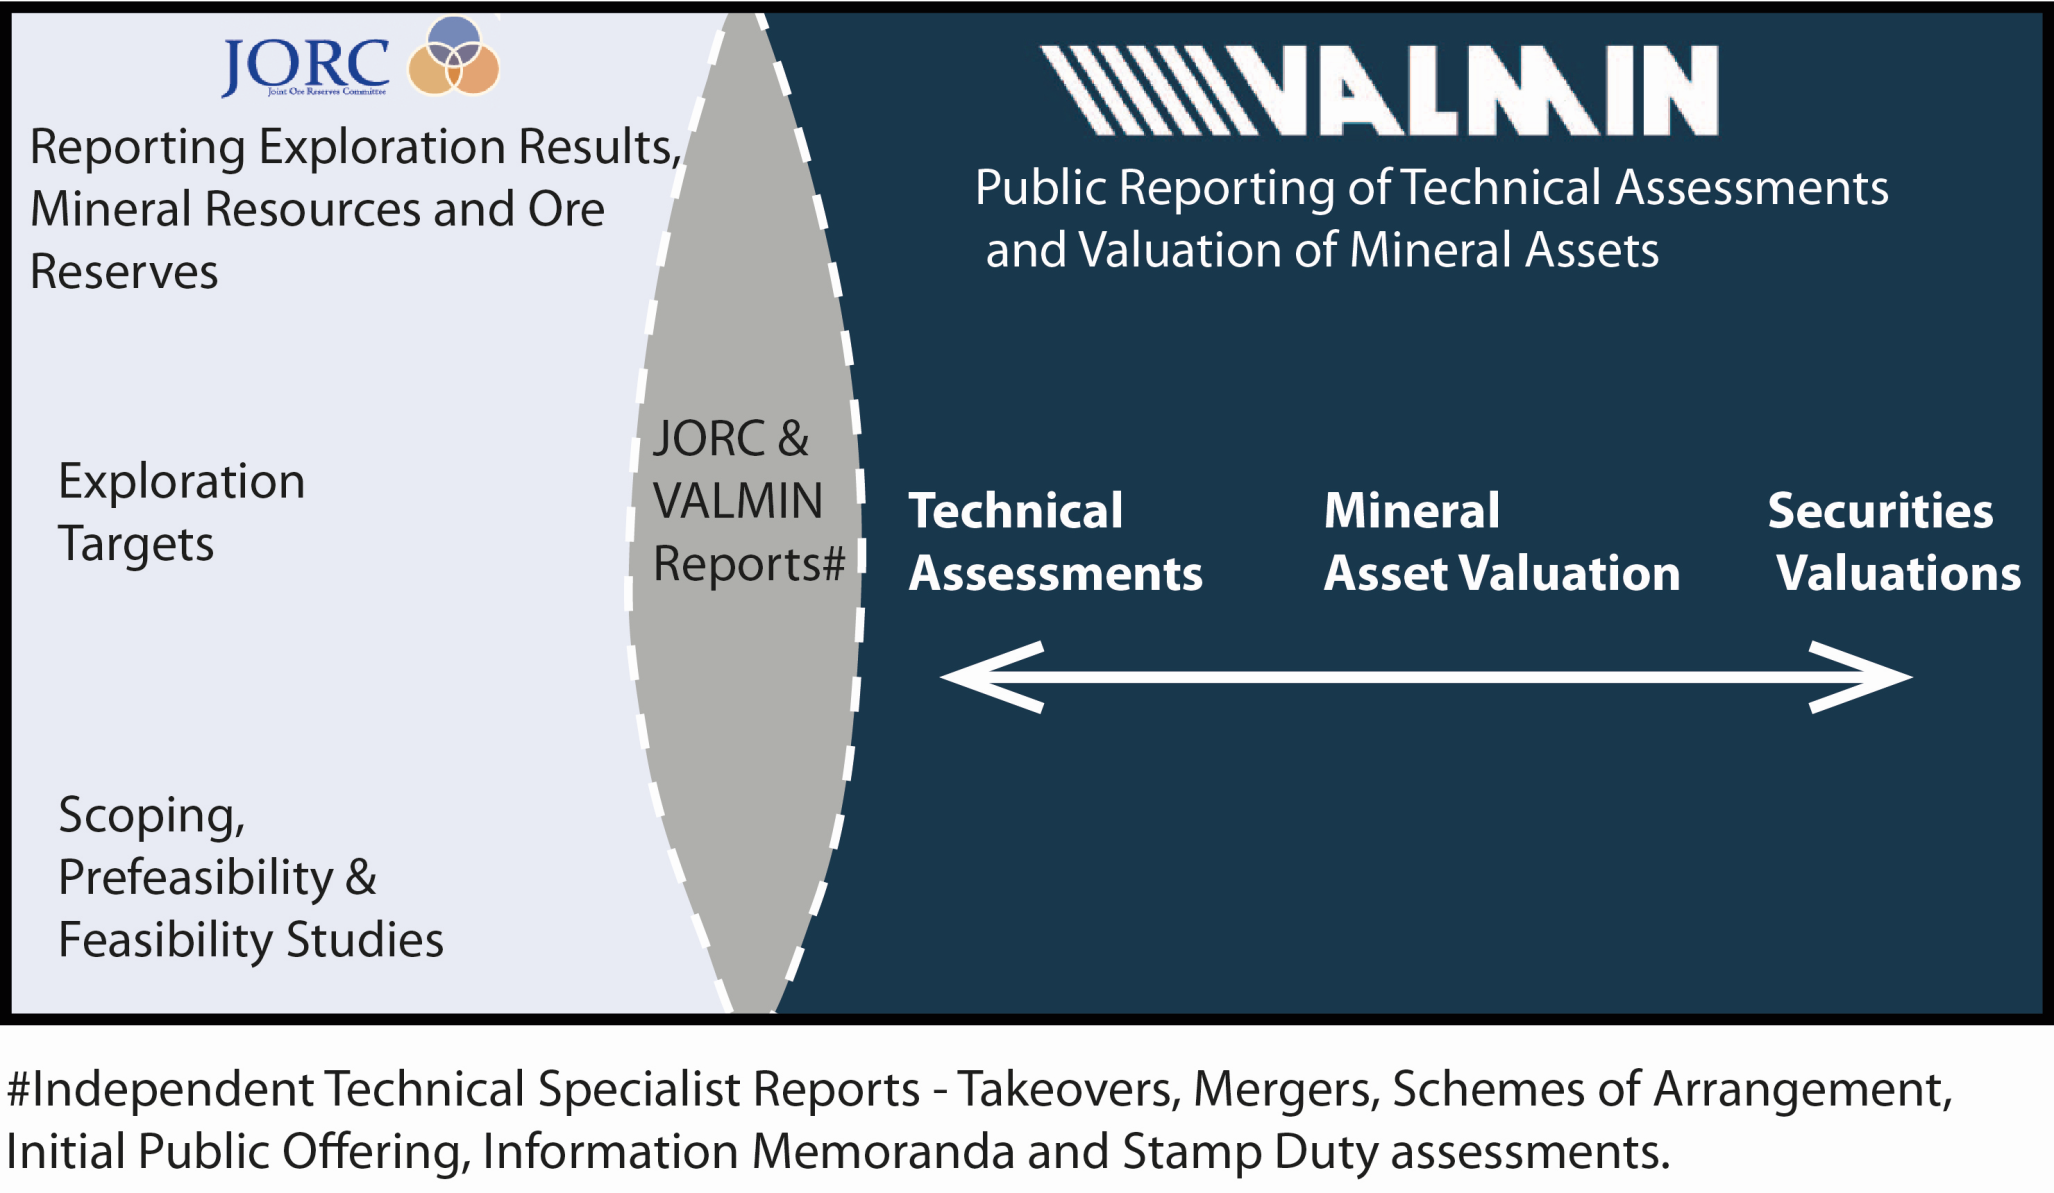 JORC
Joint Ore Reserves Committee
Reporting Exploration Results,
Mineral Resources and Ore
Reserves
Exploration
Targets
Scoping,
Prefeasibility &
Feasibility Studies
JORC &
VALMIN
Reports#
VALMIN
Public Reporting of Technical Assessments
and Valuation of Mineral Assets
Technical
Assessments
Mineral
Asset Valuation
Securities
Valuations
#Independent Technical Specialist Reports - Takeovers, Mergers, Schemes of Arrangement,
Initial Public Offering, Information Memoranda and Stamp Duty assessments.